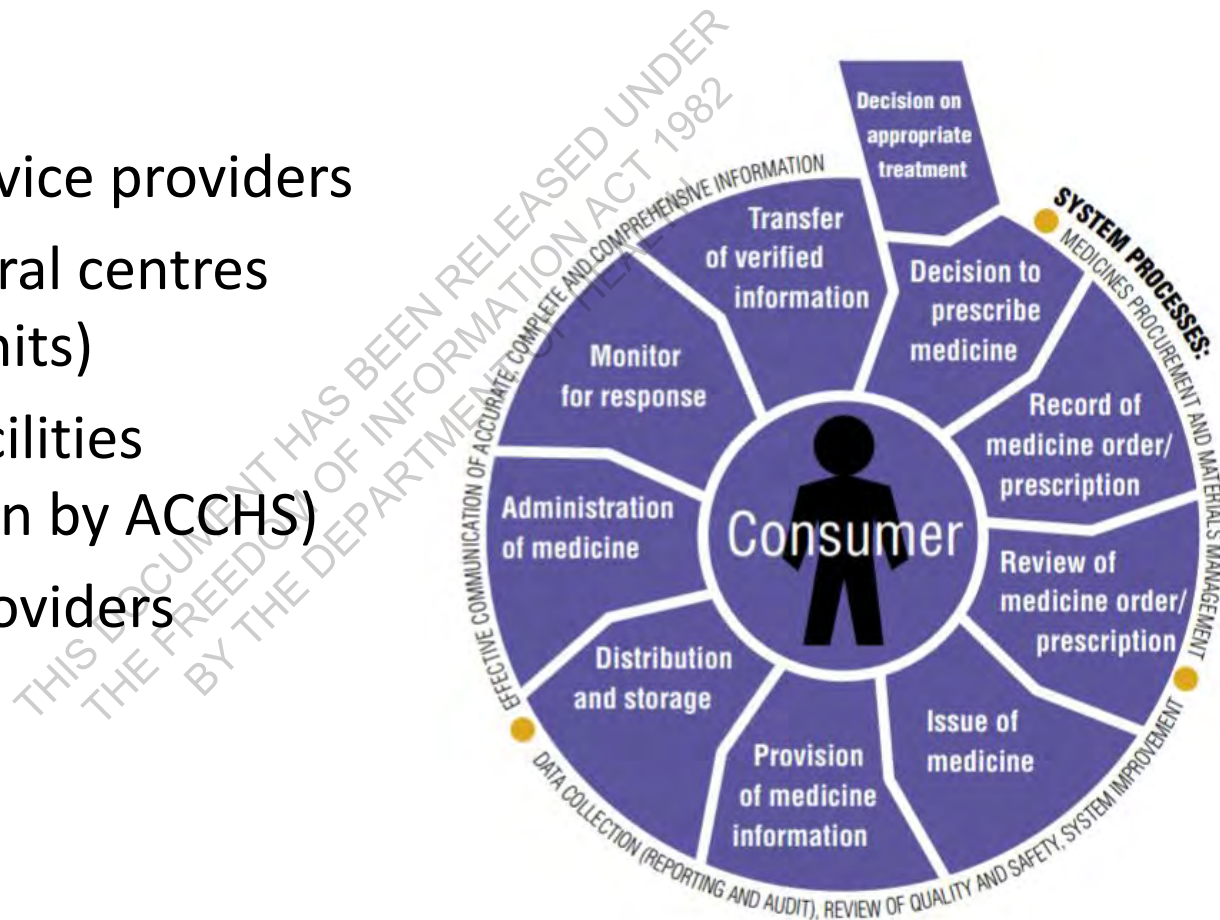 vice providers
ral centres
nits)
cilities
n by ACCHS)
oviders
THIS DOCUMENT HAS BEEN RELEASED UNDER
THE FREEDOM OF INFORMATION ACT 1982
BY THE DEPARTMENT OF HEALTH
Decision on
appropriate
treatment
SYSTEM PROCESSES:
MEDICINES PROCUREMENT AND MATERIALS MANAGEMENT
Decision to
prescribe
medicine
Record of
medicine order/
prescription
Review of
medicine order/
prescription
Issue of
medicine
Provision
of medicine
information
Distribution
and storage
Administration
of medicine
Monitor
for response
Transfer
of verified
information
Consumer
DATA COLLECTION (REPORTING AND AUDIT), REVIEW OF QUALITY AND SAFETY, SYSTEM IMPROVEMENT
EFFECTIVE COMMUNICATION OF ACCURATE, COMPLETE AND COMPREHENSIVE INFORMATION